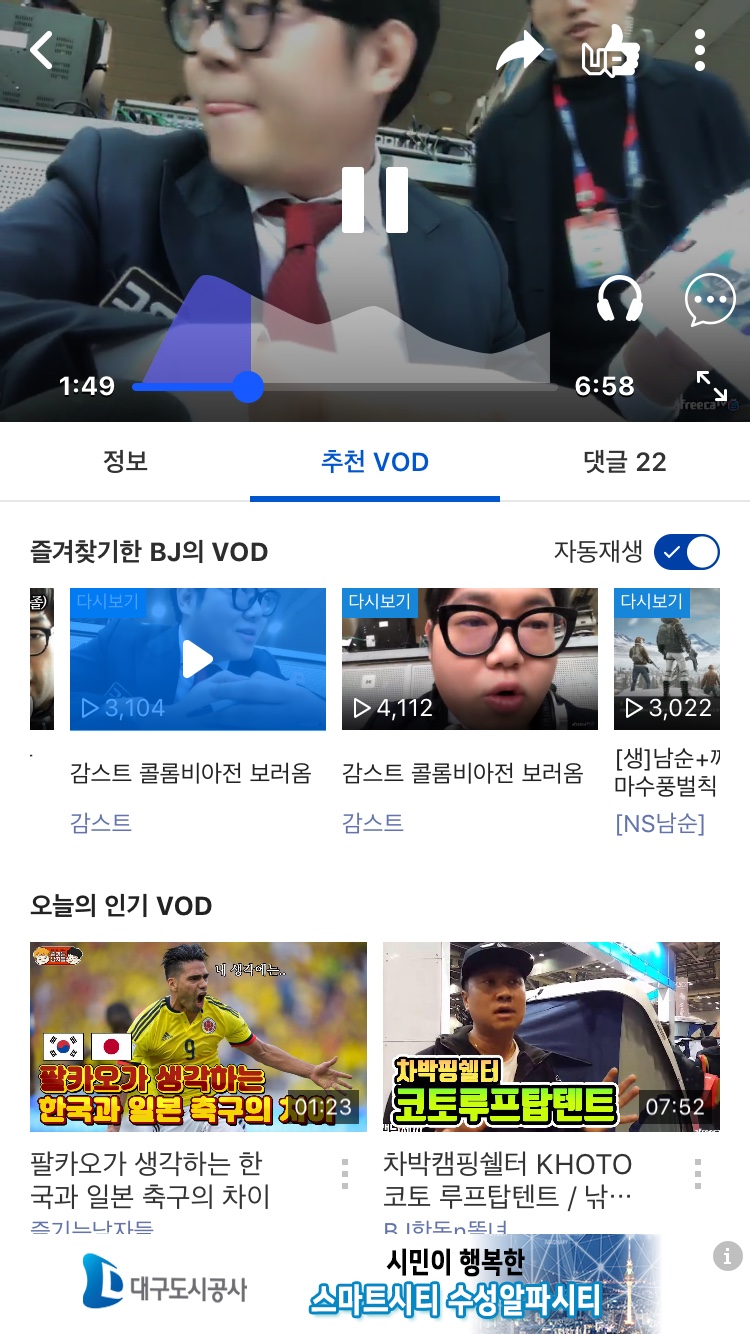 UP
1:49
6:58
정보
추천 VOD
댓글 22
즐겨찾기한 BJ의 VOD
자동재생
다시보기
3,104
다시보기
4,112
다시보기
3,022
감스트 콜롬비아전 보러옴
감스트 콜롬비아전 보러옴
[생]남순+
마수풍벌칙
감스트
감스트
[NS남순]
오늘의 인기 VOD
내 생각에는..
9
팔카오가 생각하는
한국과 일본 축구의 차이
01:23
차박핑쉘터
코토루프탑텐트
07:52
팔카오가 생각하는 한
국과 일본 축구의 차이
차박캠핑쉘터 KHOTO
코토 루프탑텐트 / 낚…
즐기는남자들
대구도시공사
시민이 행복한
스마트시티 수성알파시티